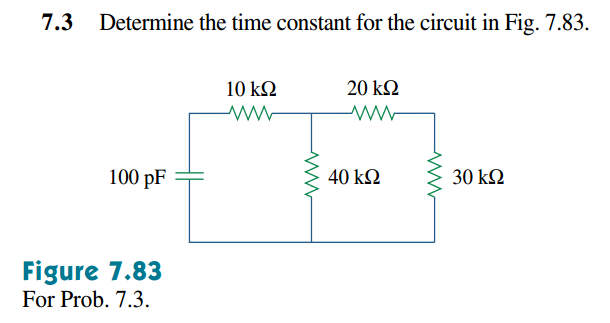 7.3 Determine the time constant for the circuit in Fig. 7.83.
10 kΩ 20 kΩ
100 pF 40 kΩ 30 kΩ
Figure 7.83
For Prob. 7.3.